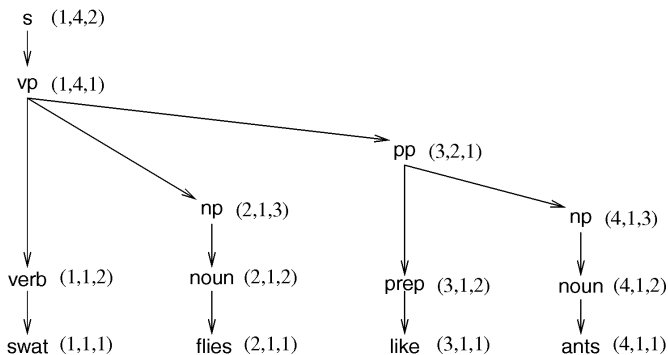 s (1,4,2)
vp (1,4,1)
pp (3,2,1)
np (2,1,3)
np (4,1,3)
verb (1,1,2) noun (2,1,2) prep (3,1,2) noun (4,1,2)
swat (1,1,1) flies (2,1,1) like (3,1,1) ants (4,1,1)